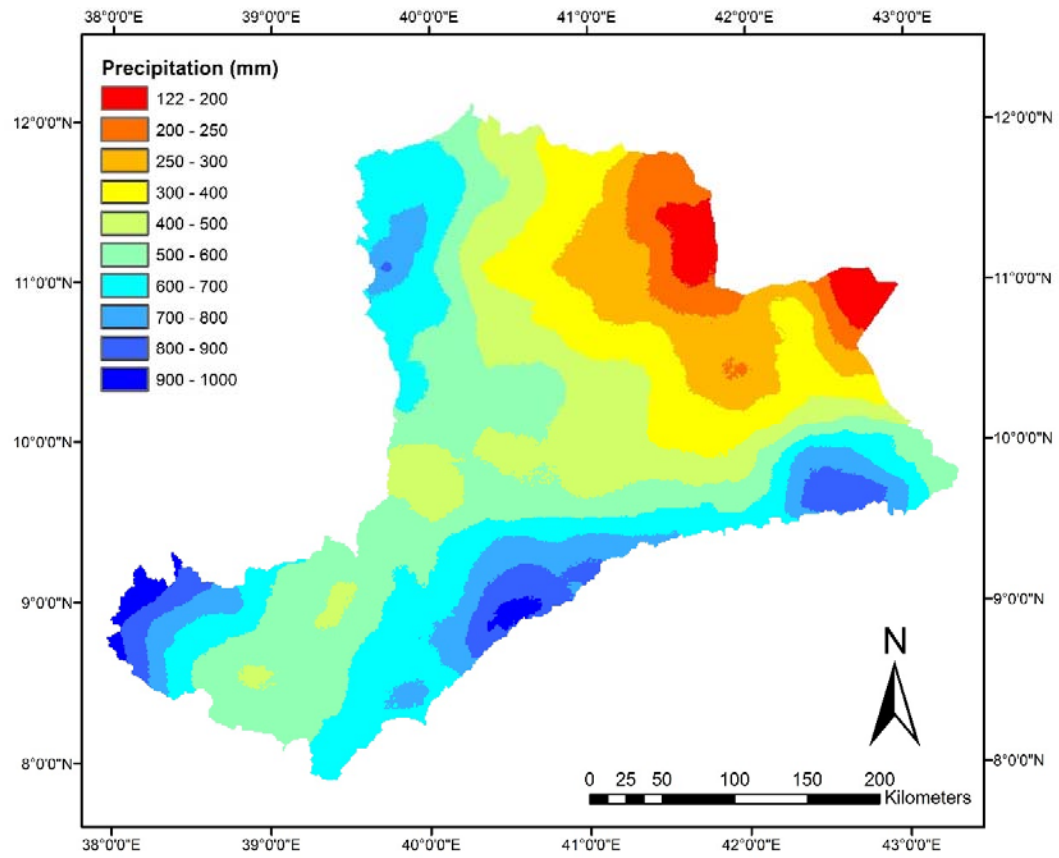 38°0'0"E 39°0'0"E 40°0'0"E 41°0'0"E 42°0'0"E 43°0'0"E
Precipitation (mm)
122 - 200
200 - 250
250 - 300
300 - 400
400 - 500
500 - 600
600 - 700
700 - 800
800 - 900
900 - 1000
12°0'0"N 12°0'0"N
11°0'0"N 11°0'0"N
10°0'0"N 10°0'0"N
9°0'0"N 9°0'0"N
8°0'0"N 8°0'0"N
N
0 25 50 100 150 200
Kilometers
38°0'0"E 39°0'0"E 40°0'0"E 41°0'0"E 42°0'0"E 43°0'0"E